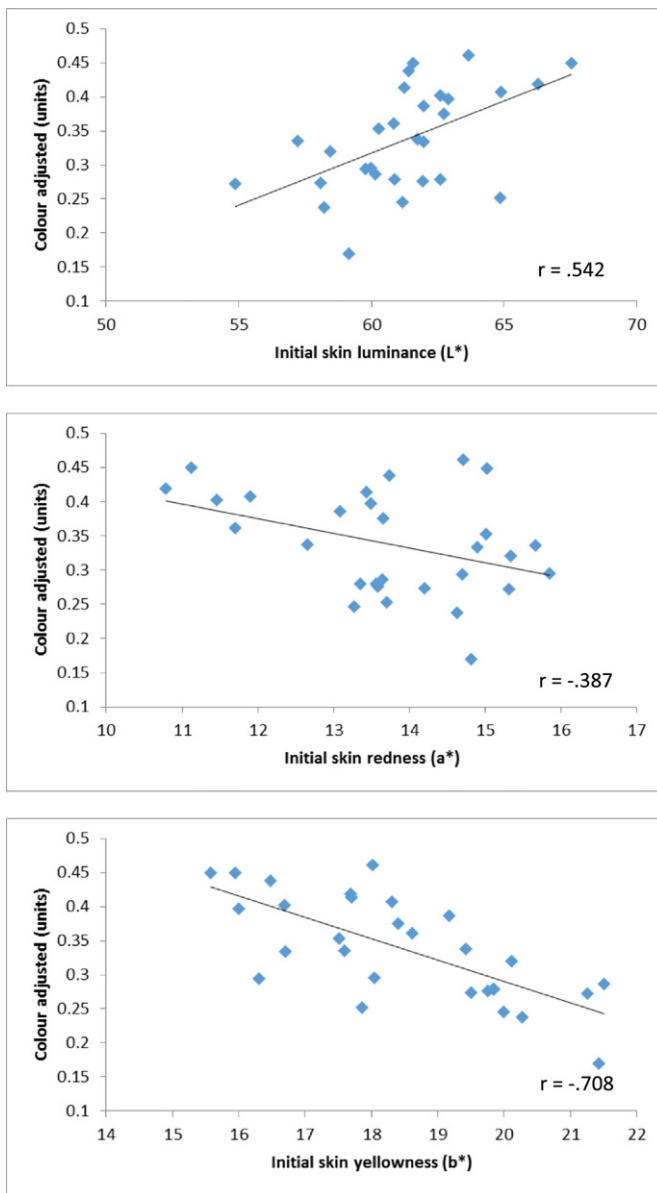 Colour adjusted (units)
0.5
0.45
0.4
0.35
0.3
0.25
0.2
0.15
0.1
r = .542
50 55 60 65 70
Initial skin luminance (L*)
Colour adjusted (units)
0.5
0.45
0.4
0.35
0.3
0.25
0.2
0.15
0.1
r = -.387
10 11 12 13 14 15 16 17
Initial skin redness (a*)
Colour adjusted (units)
0.5
0.45
0.4
0.35
0.3
0.25
0.2
0.15
0.1
r = -.708
14 15 16 17 18 19 20 21 22
Initial skin yellowness (b*)